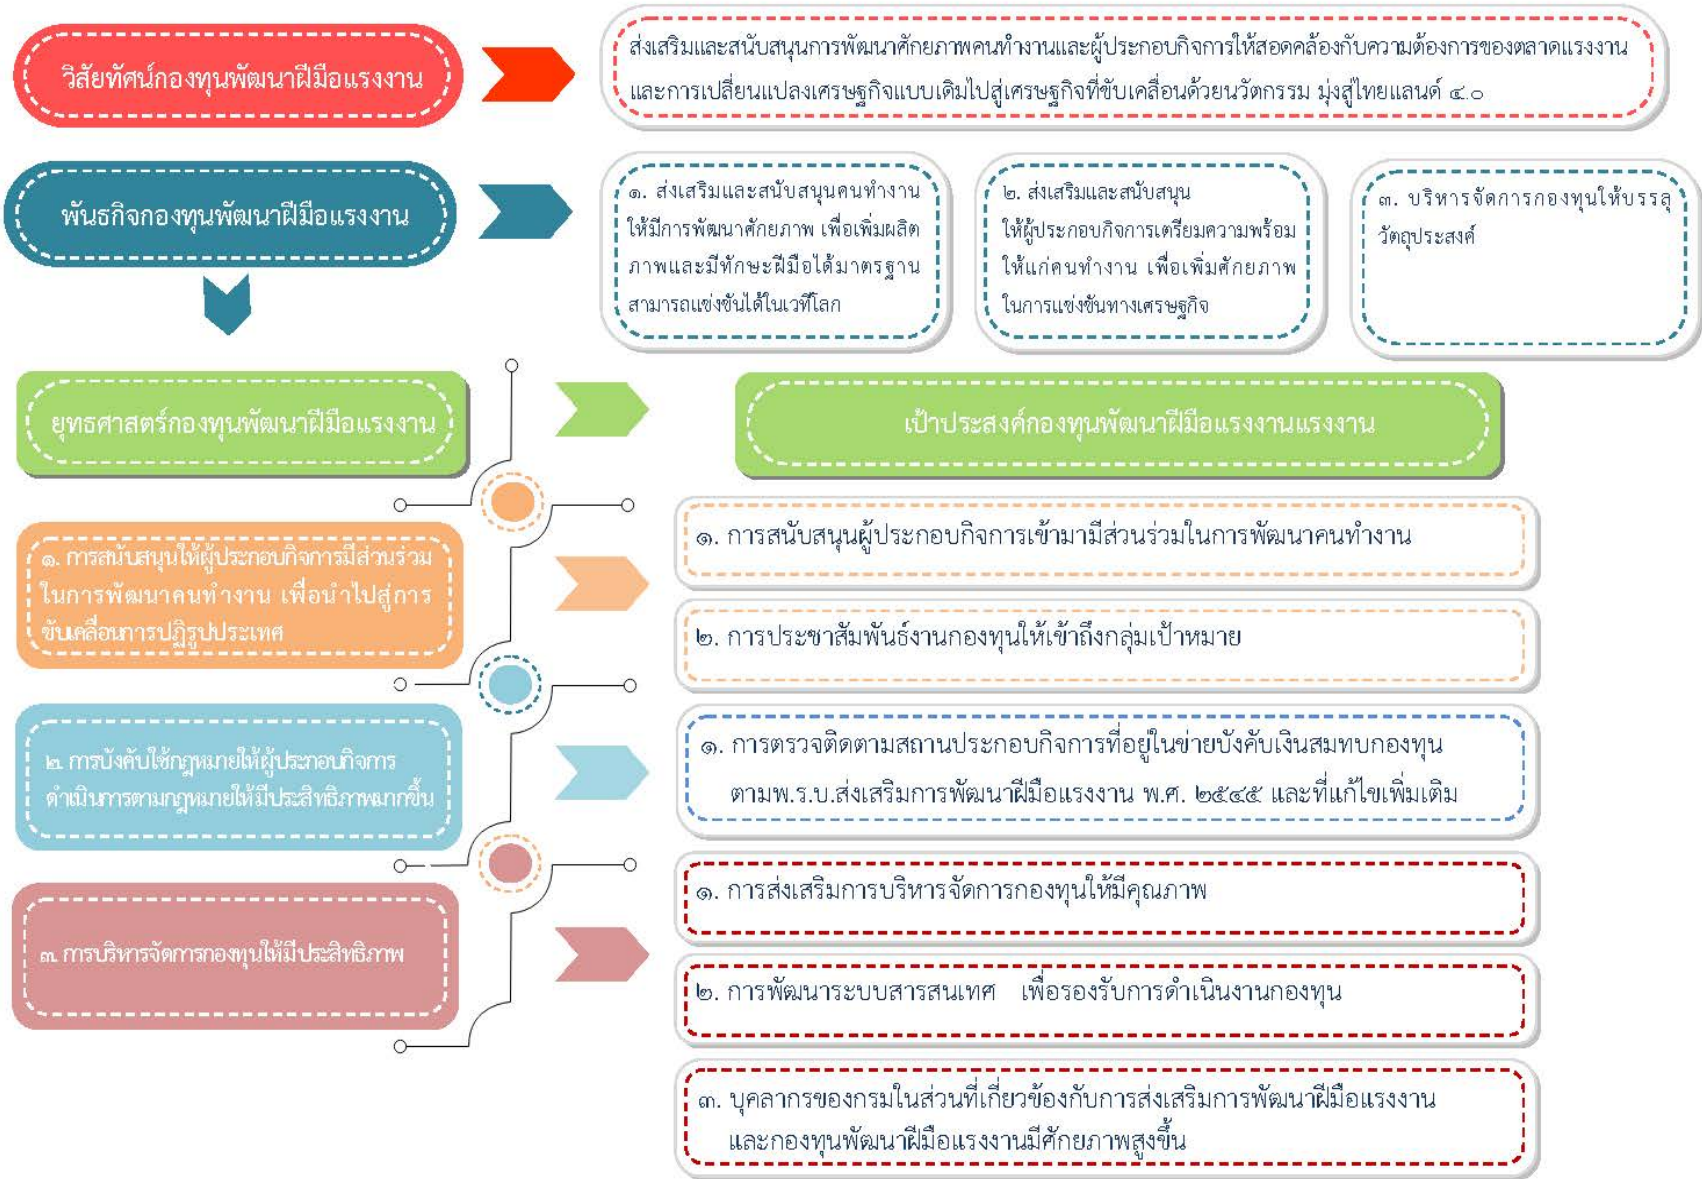 วิสัยทัศน์กองทุนพัฒนาฝีมือแรงงาน
ส่งเสริมและสนับสนุนการพัฒนาศักยภาพคนทำงานและผู้ประกอบกิจการให้สอดคล้องกับความต้องการของตลาดแรงงาน
และการเปลี่ยนแปลงเศรษฐกิจแบบเดิมไปสู่เศรษฐกิจที่ขับเคลื่อนด้วยนวัตกรรม มุ่งสู่ไทยแลนด์ ๔.๐
พันธกิจกองทุนพัฒนาฝีมือแรงงาน
๑. ส่งเสริมและสนับสนุนคนทำงาน
ให้มีการพัฒนาศักยภาพ เพื่อเพิ่มผลิต
ภาพและมีทักษะฝีมือได้มาตรฐาน
สามารถแข่งขันได้ในเวทีโลก
๒. ส่งเสริมและสนับสนุน
ให้ผู้ประกอบกิจการเตรียมความพร้อม
ให้แก่คนทำงาน เพื่อเพิ่มศักยภาพ
ในการแข่งขันทางเศรษฐกิจ
๓. บริหารจัดการกองทุนให้บรรลุ
วัตถุประสงค์
ยุทธศาสตร์กองทุนพัฒนาฝีมือแรงงาน
เป้าประสงค์กองทุนพัฒนาฝีมือแรงงานแรงงาน
๑. การสนับสนุนให้ผู้ประกอบกิจการมีส่วนร่วม
ในการพัฒนาคนทำงาน เพื่อนำไปสู่การ
ขับเคลื่อนการปฏิรูปประเทศ
๑. การสนับสนุนผู้ประกอบกิจการเข้ามามีส่วนร่วมในการพัฒนาคนทำงาน
๒. การประชาสัมพันธ์งานกองทุนให้เข้าถึงกลุ่มเป้าหมาย
๒. การบังคับใช้กฎหมายให้ผู้ประกอบกิจการ
ดำเนินการตามกฎหมายให้มีประสิทธิภาพมากขึ้น
๑. การตรวจติดตามสถานประกอบกิจการที่อยู่ในข่ายบังคับเงินสมทบกองทุน
ตามพ.ร.บ.ส่งเสริมการพัฒนาฝีมือแรงงาน พ.ศ. ๒๕๔๕ และที่แก้ไขเพิ่มเติม
๓. การบริหารจัดการกองทุนให้มีประสิทธิภาพ
๑. การส่งเสริมการบริหารจัดการกองทุนให้มีคุณภาพ
๒. การพัฒนาระบบสารสนเทศ เพื่อรองรับการดำเนินงานกองทุน
๓. บุคลากรของกรมในส่วนที่เกี่ยวข้องกับการส่งเสริมการพัฒนาฝีมือแรงงาน
และกองทุนพัฒนาฝีมือแรงงานมีศักยภาพสูงขึ้น